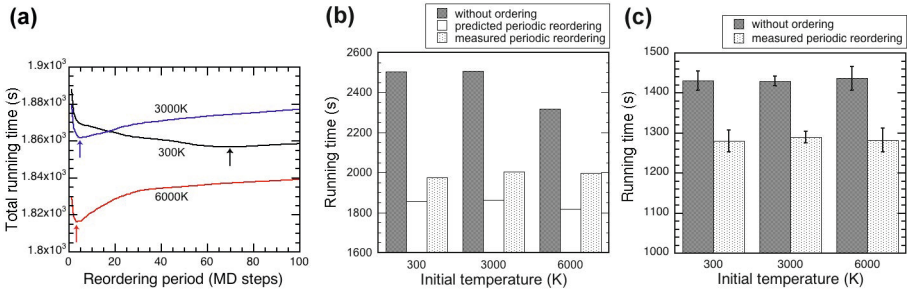 (a)
Total running time (s)
1.9x10³
1.88x10³
1.86x10³
1.84x10³
1.82x10³
1.8x10³
3000K
300K
6000K
0 20 40 60 80 100
Reordering period (MD steps)
(b)
without ordering
predicted periodic reordering
measured periodic reordering
Running time (s)
2600
2400
2200
2000
1800
1600
300 3000 6000
Initial temperature (K)
(c)
without ordering
measured periodic reordering
Running time (s)
1500
1400
1300
1200
1100
1000
300 3000 6000
Initial temperature (K)